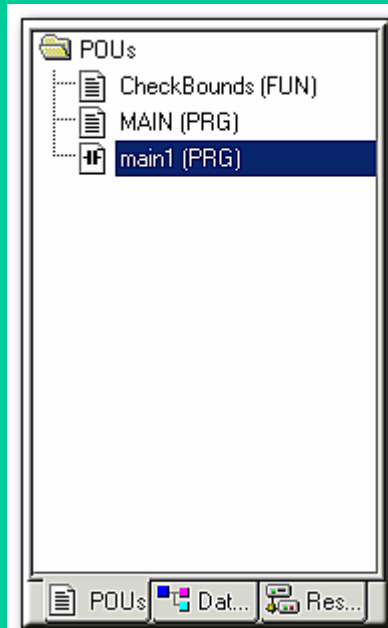 POUs
CheckBounds (FUN)
MAIN (PRG)
main1 (PRG)
POUs Dat... Res...